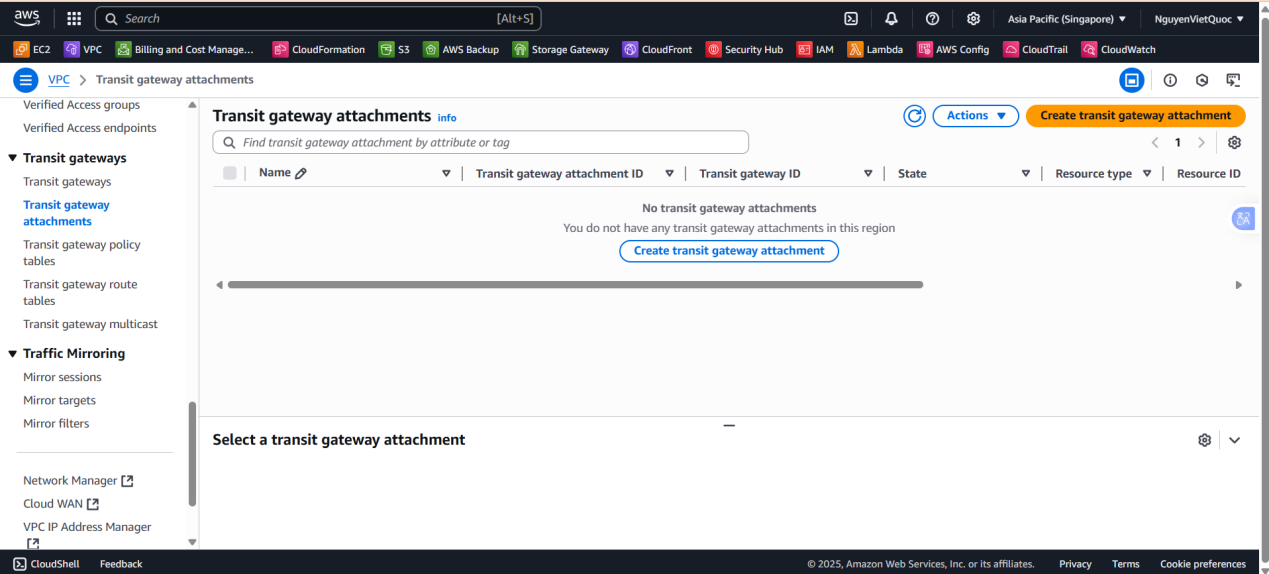 aws
Search [Alt+S] Asia Pacific (Singapore) NguyenVietQuoc
EC2 VPC Billing and Cost Manage... CloudFormation S3 AWS Backup Storage Gateway CloudFront Security Hub IAM Lambda AWS Config CloudTrail CloudWatch
VPC Transit gateway attachments
Verified Access groups
Verified Access endpoints
Transit gateways
Transit gateways
Transit gateway
attachments
Transit gateway policy
tables
Transit gateway route
tables
Transit gateway multicast
Traffic Mirroring
Mirror sessions
Mirror targets
Mirror filters
Network Manager
Cloud WAN
VPC IP Address Manager
Transit gateway attachments info
Actions Create transit gateway attachment
Find transit gateway attachment by attribute or tag
1
Name Transit gateway attachment ID Transit gateway ID State Resource type Resource ID
No transit gateway attachments
You do not have any transit gateway attachments in this region
Create transit gateway attachment
Select a transit gateway attachment
CloudShell Feedback © 2025, Amazon Web Services, Inc. or its affiliates. Privacy Terms Cookie preferences